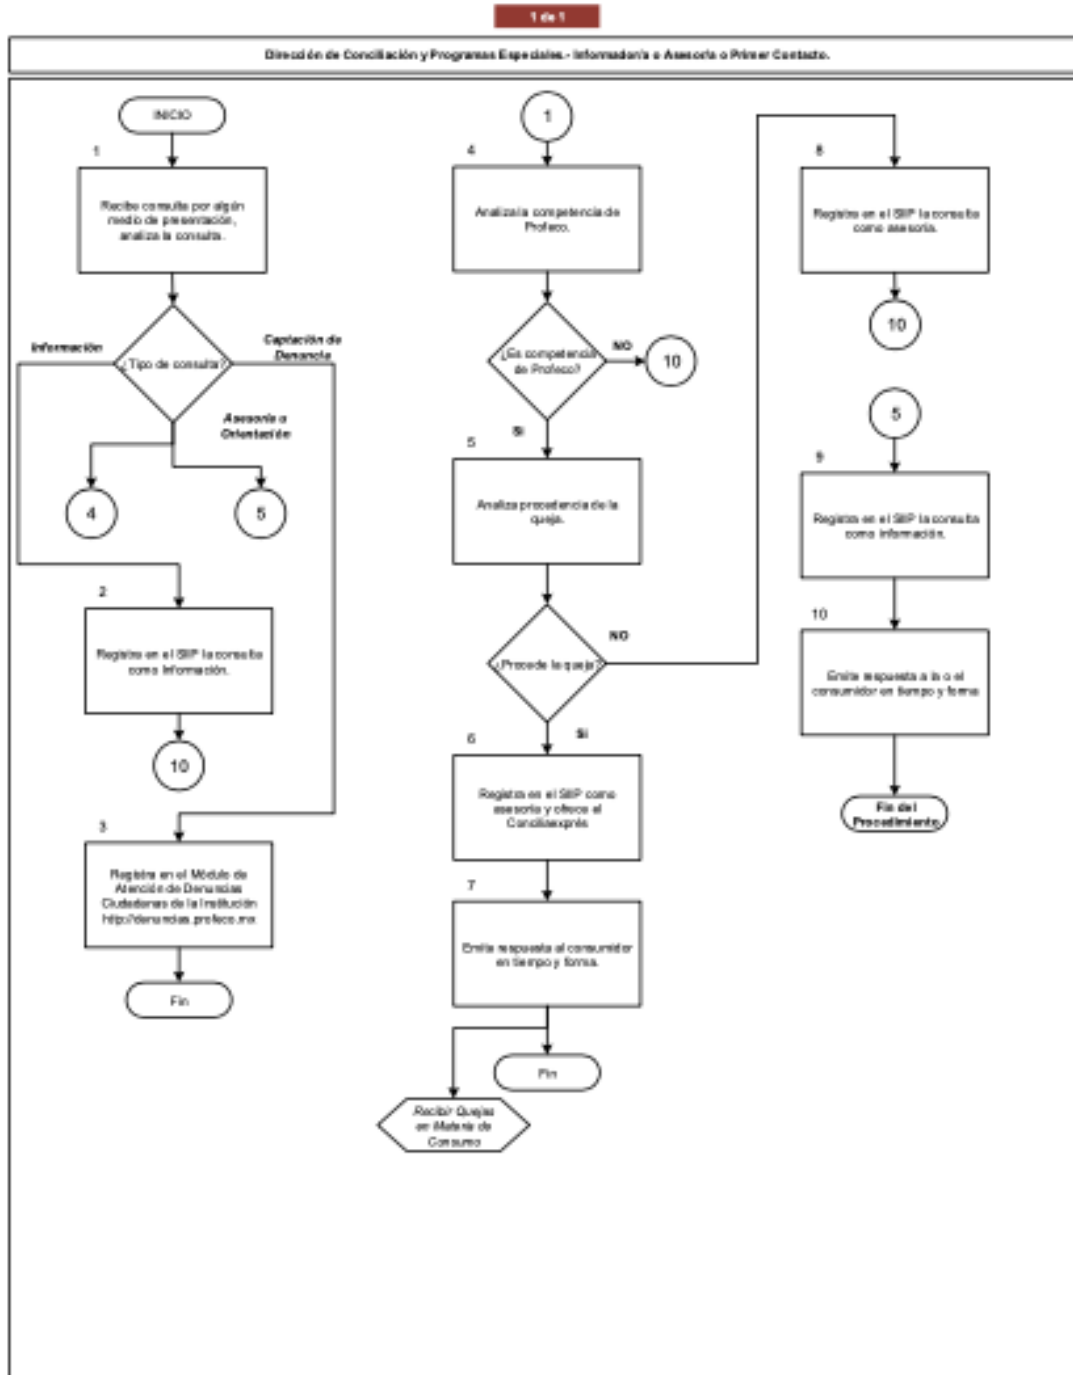 1 de 1
Dirección de Conciliación y Programas Especiales.- Informador/a o Asesor/a o Primer Contacto.
INICIO
1
Recibe consulta por algún
medio de presentación,
analiza la consulta.
¿Tipo de consulta?
Información
Captación de
Denuncia
Asesoría u
Orientación
4
5
2
Registra en el SIIP la consulta
como Información.
10
3
Registra en el Módulo de
Atención de Denuncias
Ciudadanas de la Institución
http://denuncias.profeco.mx
Fin
1
4
Analiza la competencia de
Profeco.
¿Es competencia
de Profeco?
NO
10
Si
5
Analiza procedencia de la
queja.
¿Procede la queja?
NO
Si
6
Registra en el SIIP como
asesoría y ofrece el
Conciliaexprés
7
Emite respuesta al consumidor
en tiempo y forma.
Fin
Recibir Quejas
en Materia de
Consumo
8
Registra en el SIIP la consulta
como asesoría.
10
5
9
Registra en el SIIP la consulta
como información.
10
Emite respuesta a la o el
consumidor en tiempo y forma
Fin del
Procedimiento